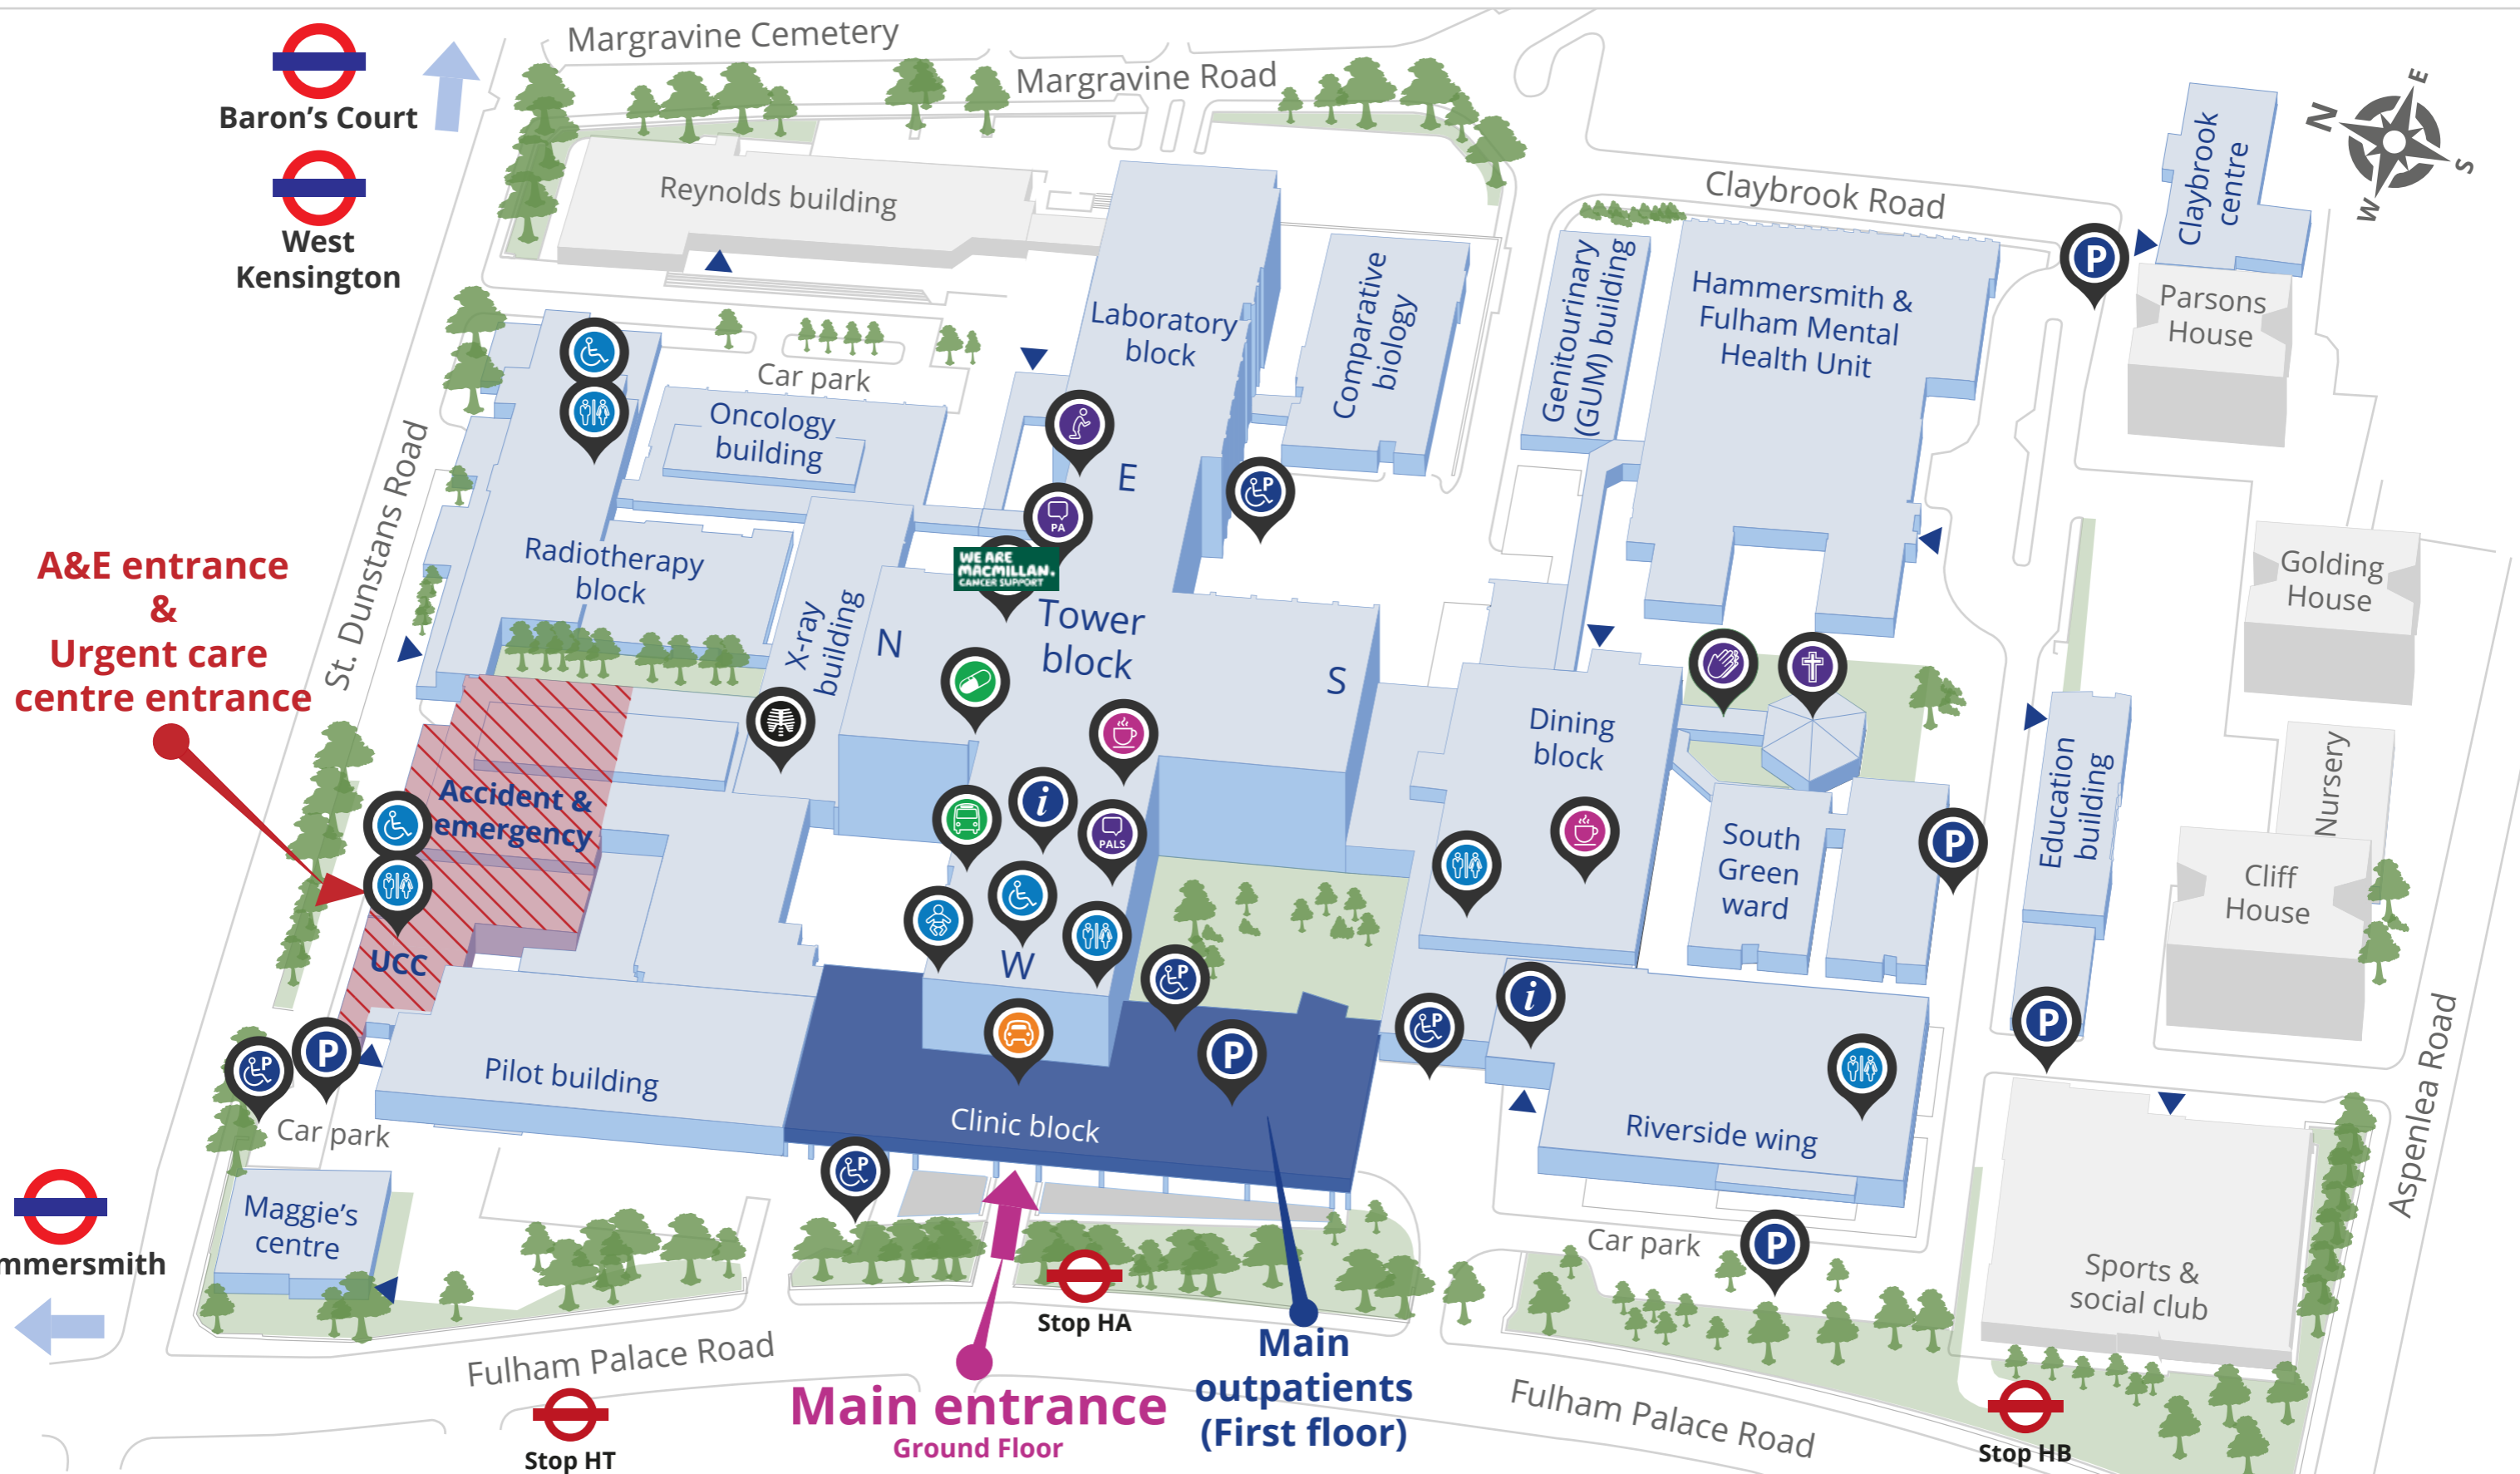 Margravine Cemetery
Margravine Road
Baron's Court
West
Kensington
Reynolds building
Claybrook Road
Claybrook
centre
N
E
S
W
Parsons
House
Laboratory
block
Comparative
biology
Genitourinary
(GUM) building
Hammersmith &
Fulham Mental
Health Unit
P
Car park
Oncology
building
E
P
PA
WE ARE
MACMILLAN.
CANCER SUPPORT
St. Dunstans Road
Radiotherapy
block
X-ray
building
N
Tower
block
S
Golding
House
A&E entrance
&
Urgent care
centre entrance
Dining
block
Education
building
Nursery
Accident &
emergency
i
PALS
South
Green
ward
P
Cliff
House
UCC
W
P
i
P
P
P
P
P
P
Pilot building
Clinic block
Riverside wing
Aspenlea Road
Car park
P
Maggie's
centre
mmersmith
Car park
P
Sports &
social club
Stop HA
Fulham Palace Road
Main entrance
Ground Floor
Main
outpatients
(First floor)
Fulham Palace Road
Stop HT
Stop HB